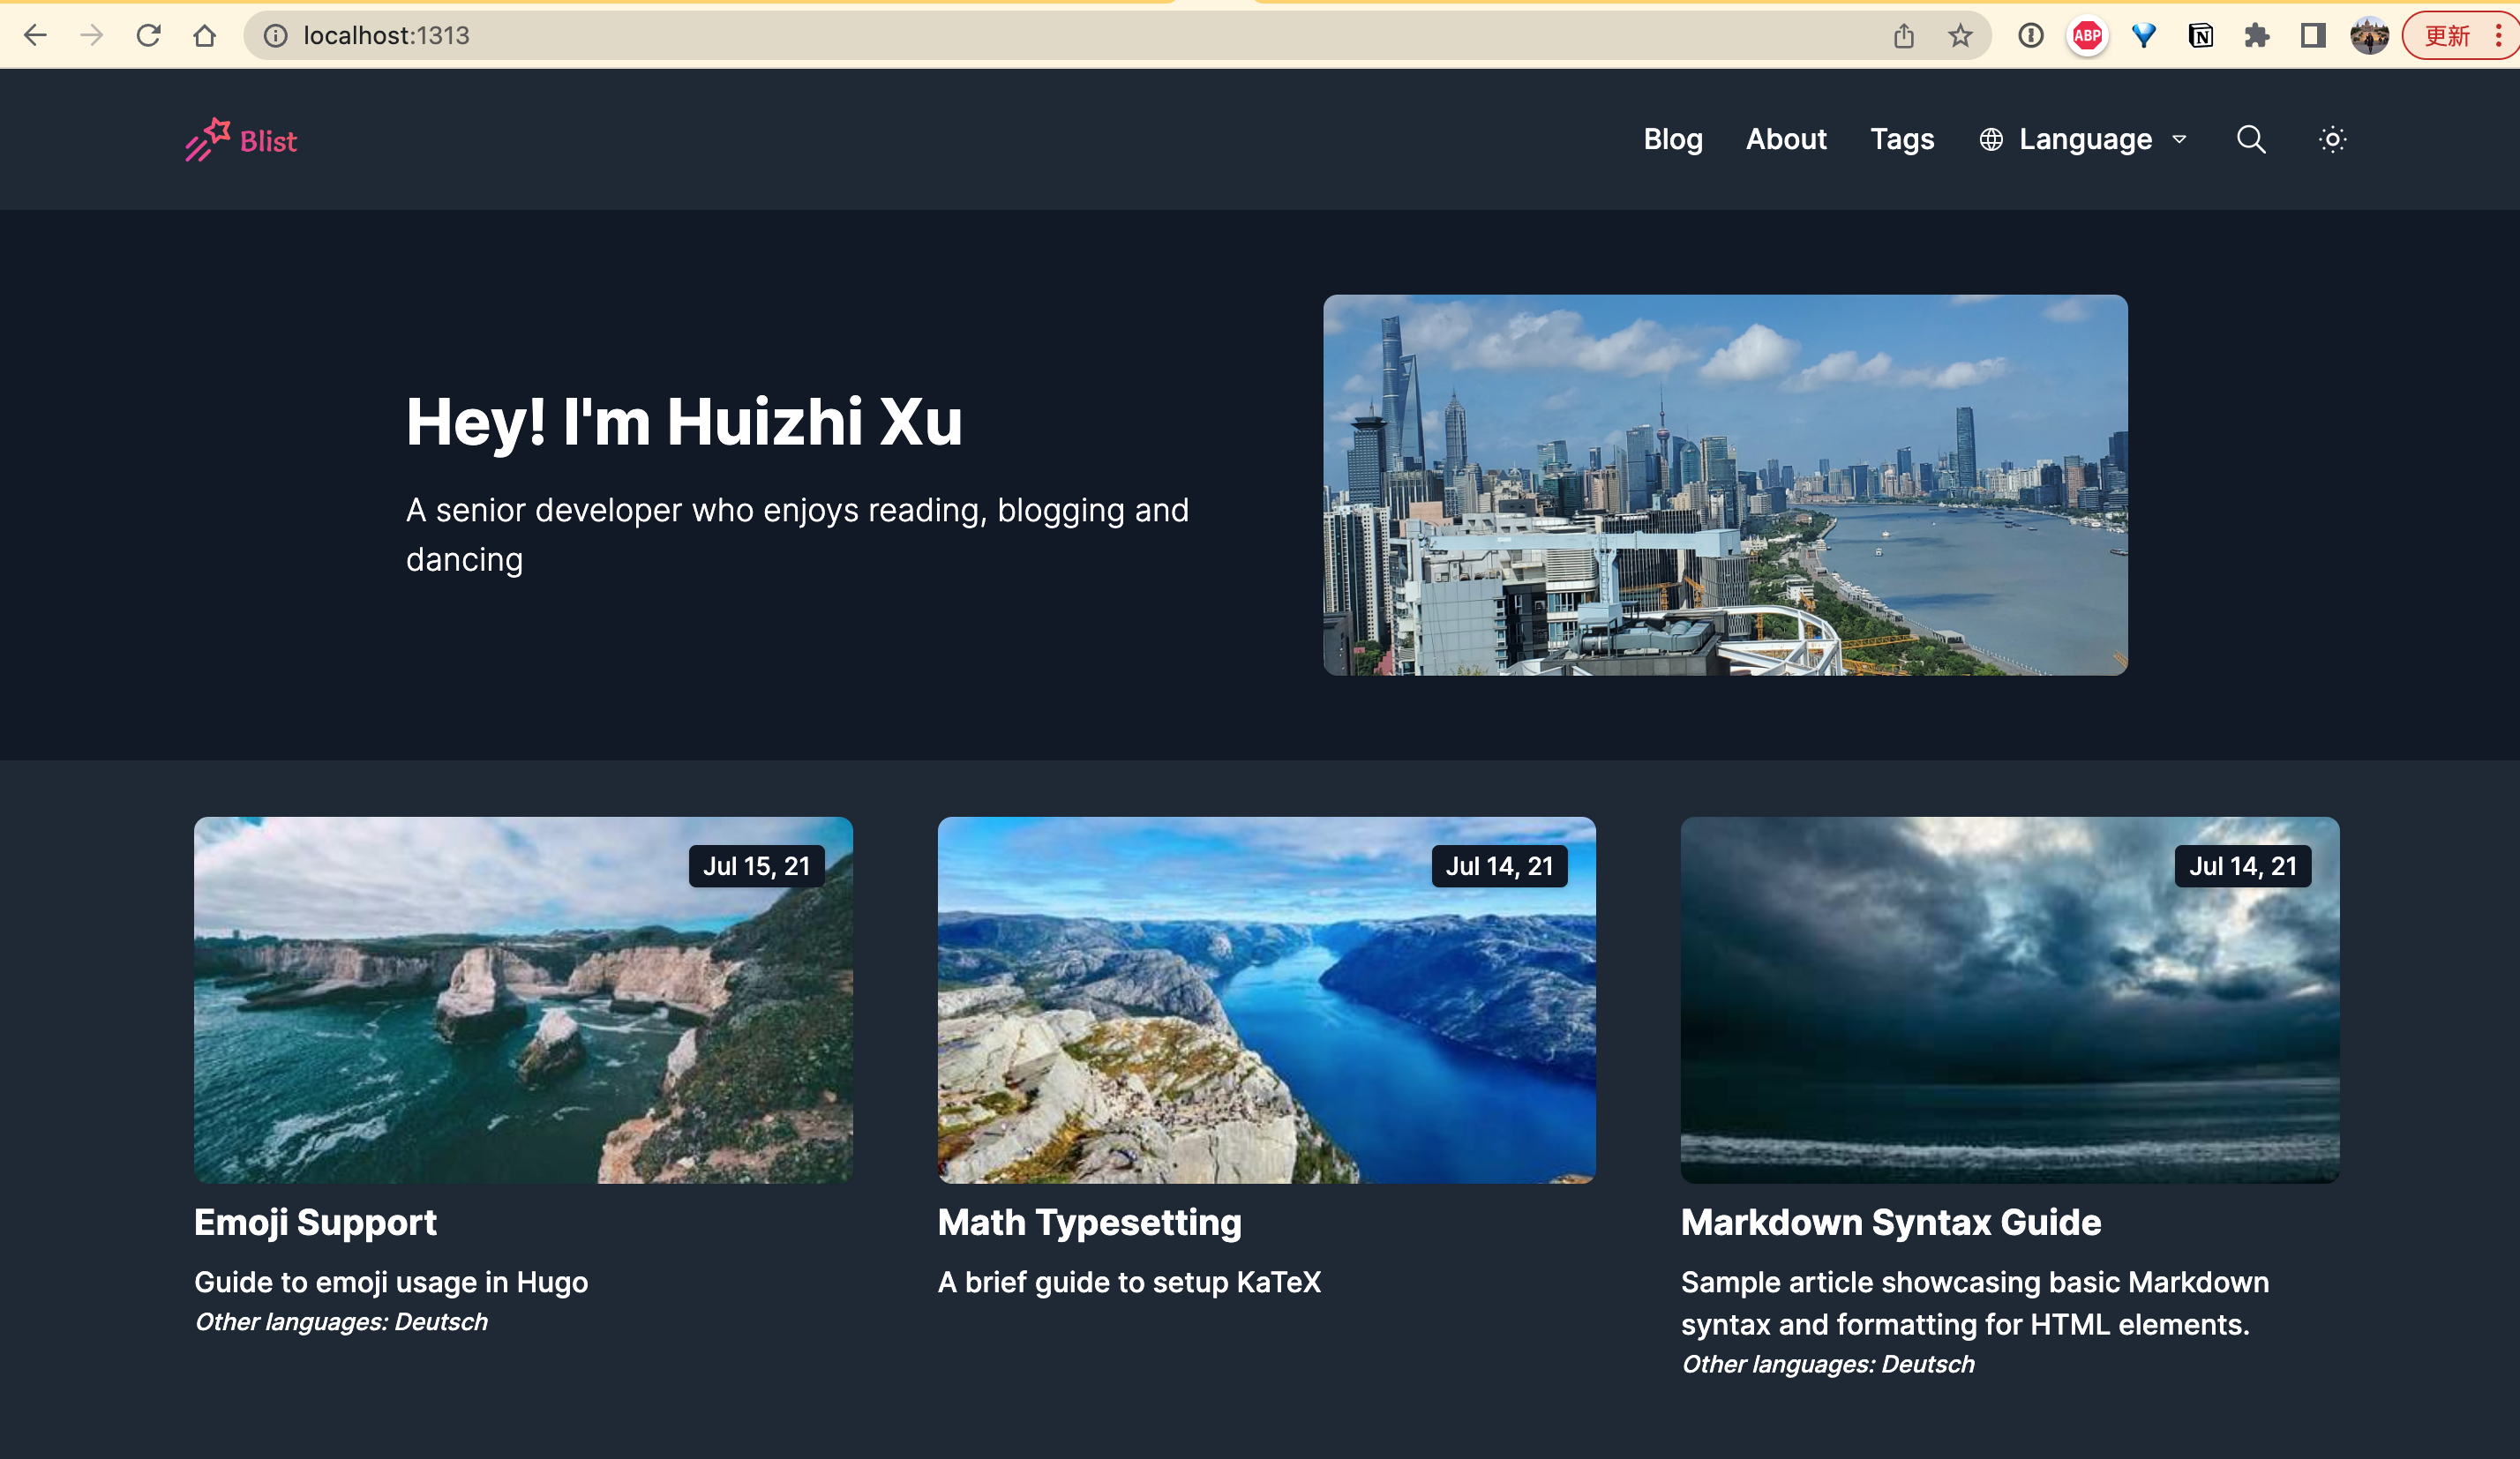 localhost:1313
ABP
N
更新
Blist
Blog About Tags Language
Hey! I'm Huizhi Xu
A senior developer who enjoys reading, blogging and
dancing
Jul 15, 21
Jul 14, 21
Jul 14, 21
Emoji Support
Guide to emoji usage in Hugo
Other languages: Deutsch
Math Typesetting
A brief guide to setup KaTeX
Markdown Syntax Guide
Sample article showcasing basic Markdown
syntax and formatting for HTML elements.
Other languages: Deutsch